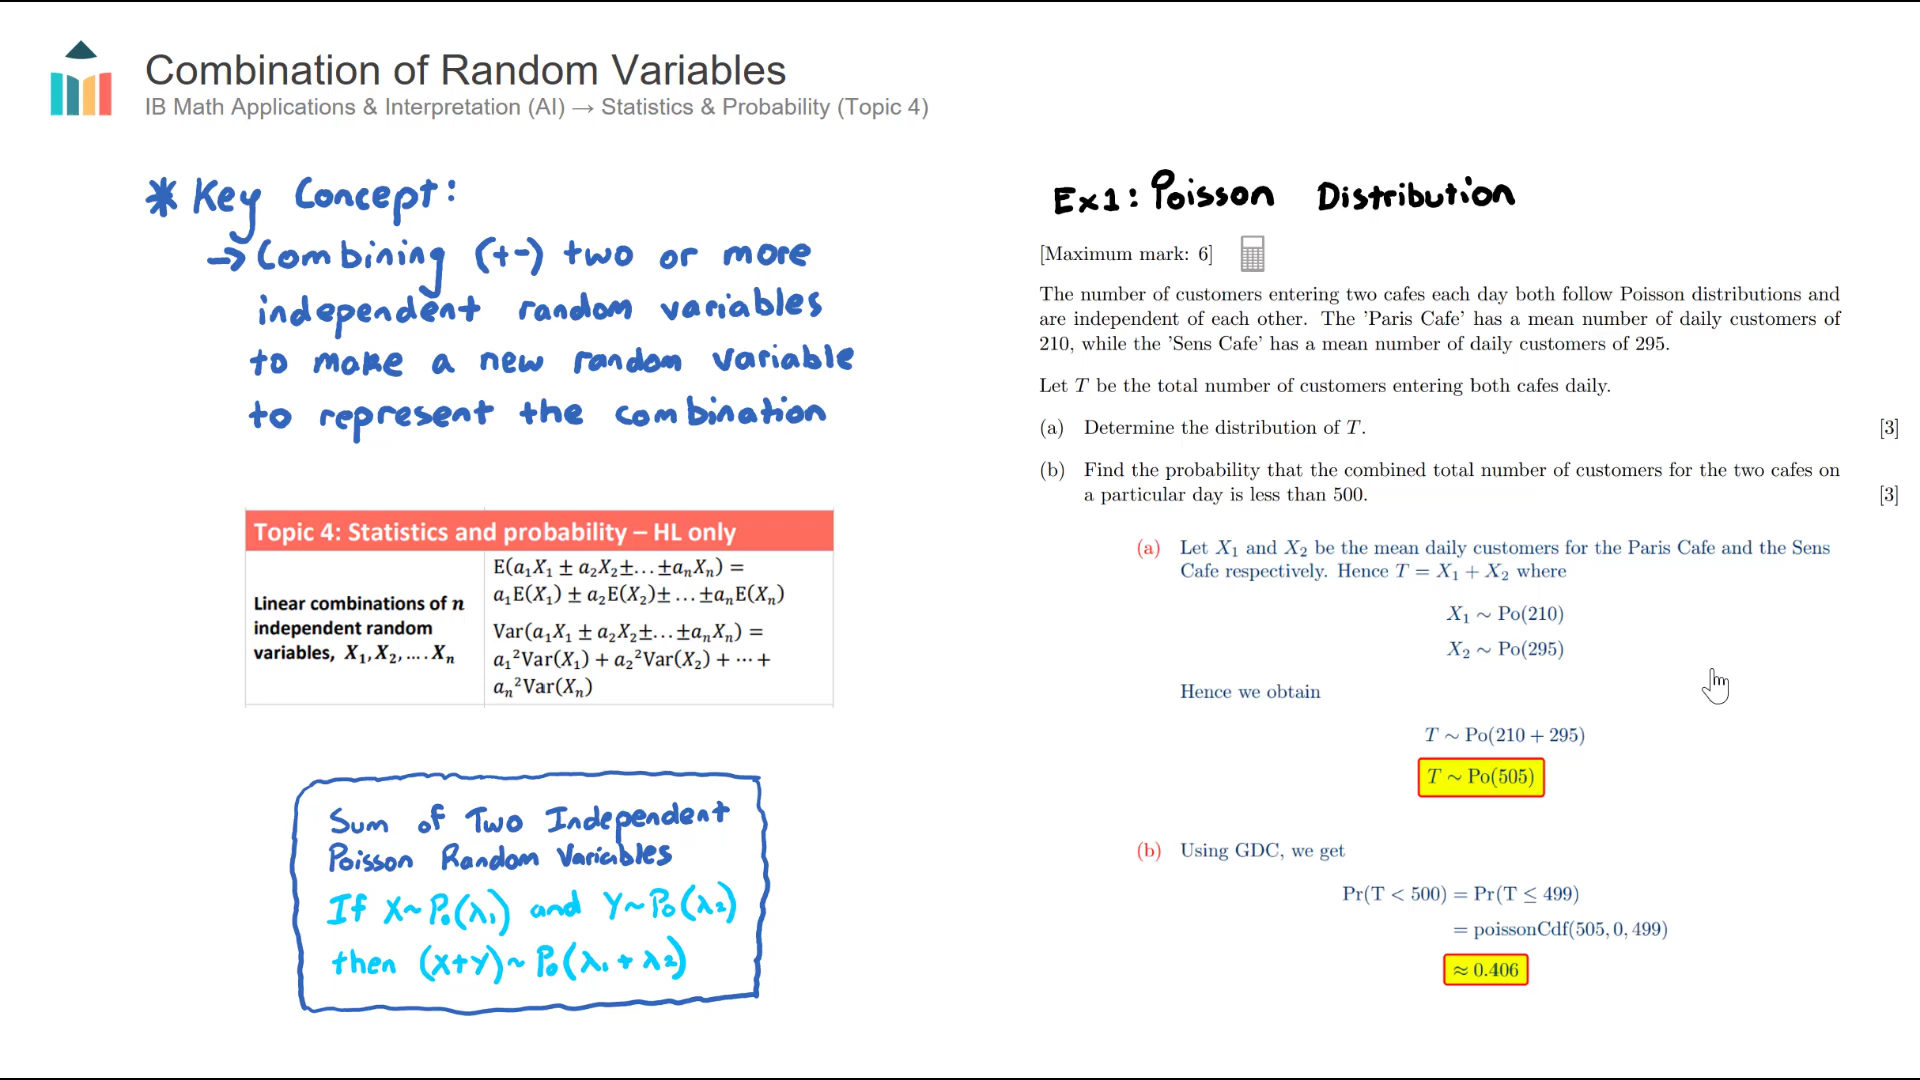 Combination of Random Variables
IB Math Applications & Interpretation (AI) → Statistics & Probability (Topic 4)
* Key Concept:
→ Combining (+-) two or more
independent random variables
to make a new random variable
to represent the combination
Topic 4: Statistics and probability – HL only
Linear combinations of n
independent random
variables, X₁, X₂, ... . Xₙ
E(a₁X₁ ± a₂X₂±. . . ±aₙXₙ) =
a₁E(X₁) ± a₂E(X₂)± . . . ±aₙE(Xₙ)
Var(a₁X₁ ± a₂X₂±. . . ±aₙXₙ) =
a₁²Var(X₁) + a₂²Var(X₂) + ⋯ +
aₙ²Var(Xₙ)
Sum of Two Independent
Poisson Random Variables
If X~Po(λ₁) and Y~Po(λ₂)
then (X+Y)~Po(λ₁+λ₂)
Ex1: Poisson Distribution
[Maximum mark: 6]
The number of customers entering two cafes each day both follow Poisson distributions and
are independent of each other. The 'Paris Cafe' has a mean number of daily customers of
210, while the 'Sens Cafe' has a mean number of daily customers of 295.
Let T be the total number of customers entering both cafes daily.
(a) Determine the distribution of T. [3]
(b) Find the probability that the combined total number of customers for the two cafes on
a particular day is less than 500. [3]
(a) Let X₁ and X₂ be the mean daily customers for the Paris Cafe and the Sens
Cafe respectively. Hence T = X₁ + X₂ where
X₁ ∼ Po(210)
X₂ ∼ Po(295)
Hence we obtain
T ∼ Po(210 + 295)
T ∼ Po(505)
(b) Using GDC, we get
Pr(T < 500) = Pr(T ≤ 499)
= poissonCdf(505, 0, 499)
≈ 0.406